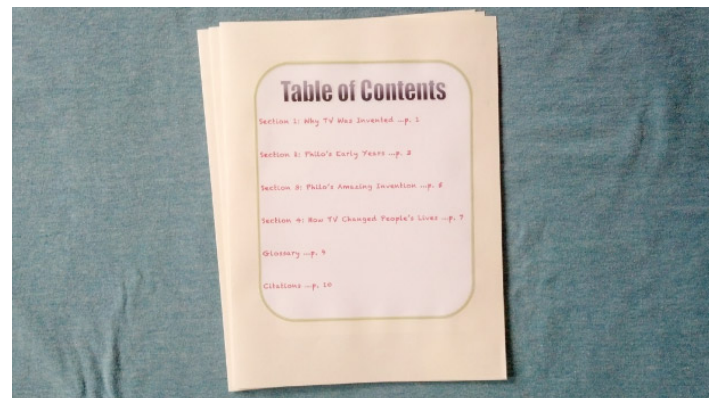 Table of Contents
Section 1: Why TV Was Invented ...p. 1
Section 2: Philo's Early Years ...p. 3
Section 3: Philo's Amazing Invention ...p. 5
Section 4: How TV Changed People's Lives ...p. 7
Glossary ...p. 9
Citations ...p. 10